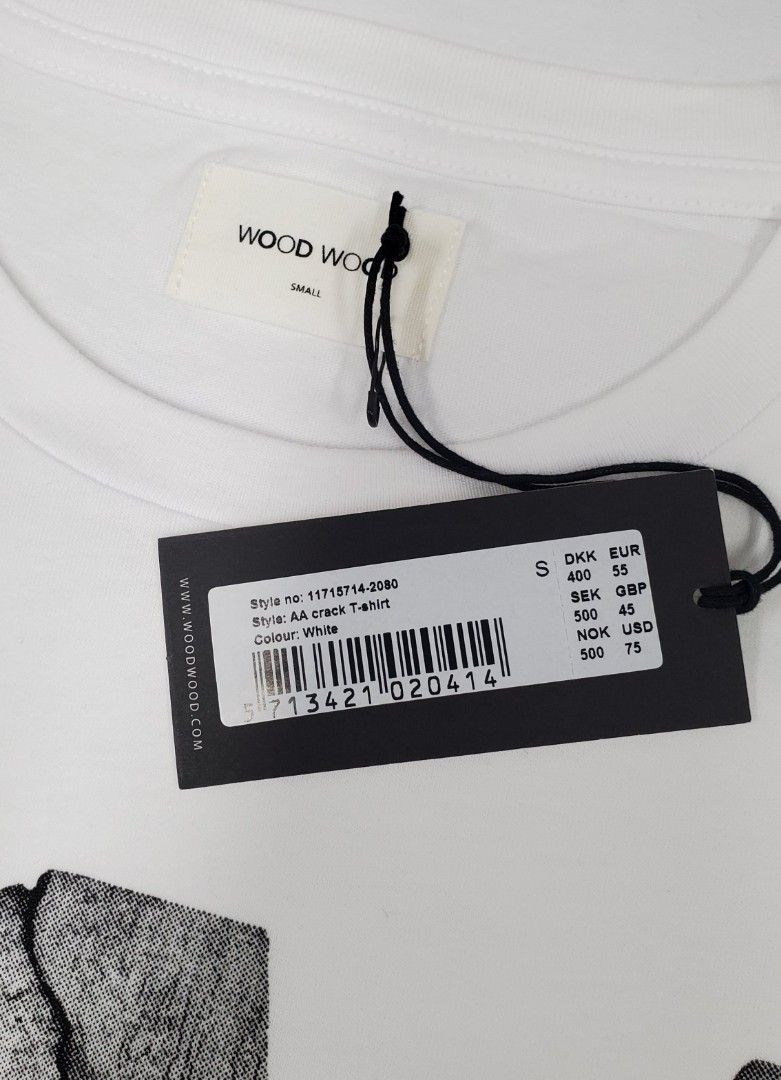 WOOD WOOD
SMALL
WWW.WOODWOOD.COM
Style no: 11715714-2080
Style: AA crack T-shirt
Colour: White
5 713421 020414
S
DKK EUR
400 55
SEK GBP
500 45
NOK USD
500 75